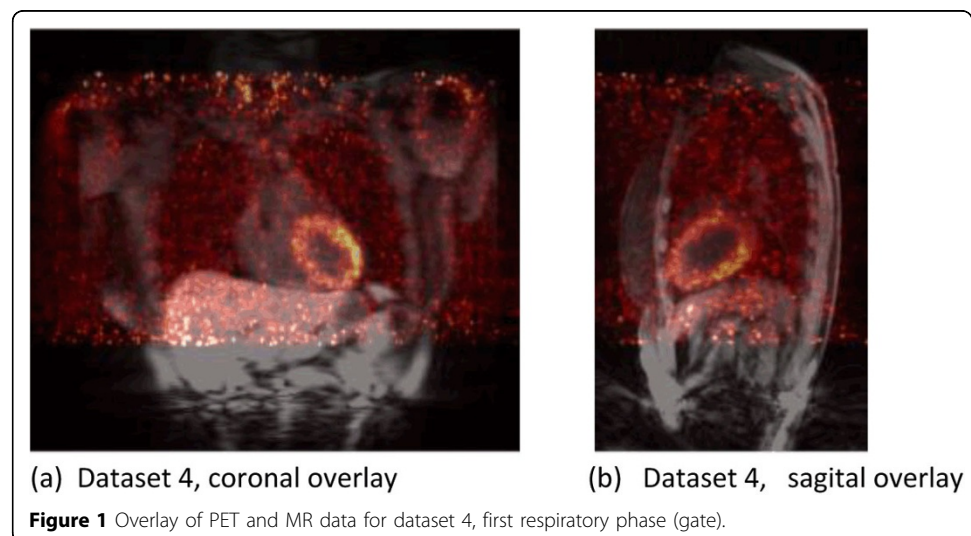 (a) Dataset 4, coronal overlay
(b) Dataset 4, sagital overlay
Figure 1 Overlay of PET and MR data for dataset 4, first respiratory phase (gate).